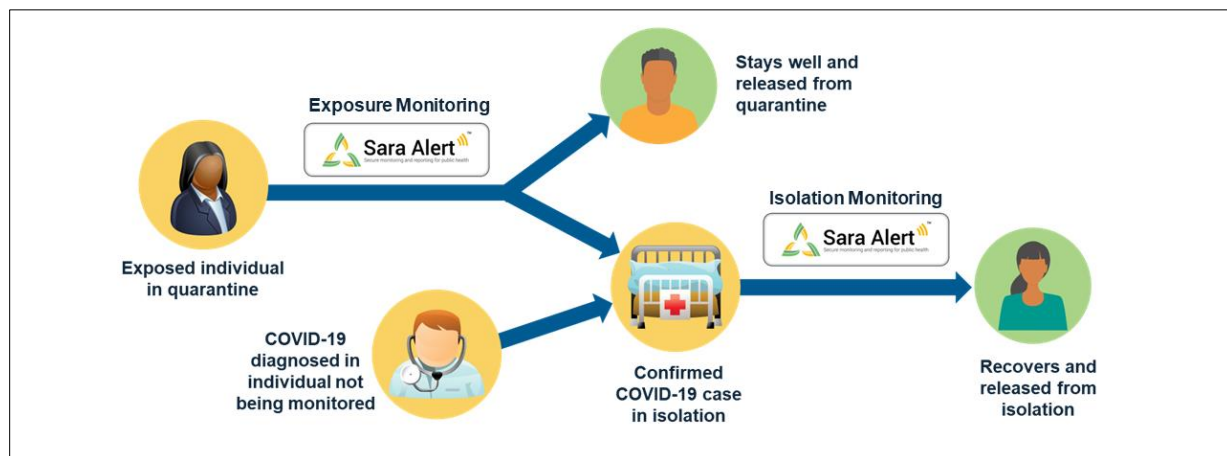 Exposure Monitoring
Sara Alert™
Secure monitoring and reporting for public health
Stays well and
released from
quarantine
Exposed individual
in quarantine
COVID-19
diagnosed in
individual not
being monitored
Confirmed
COVID-19 case
in isolation
Isolation Monitoring
Sara Alert™
Secure monitoring and reporting for public health
Recovers and
released from
isolation